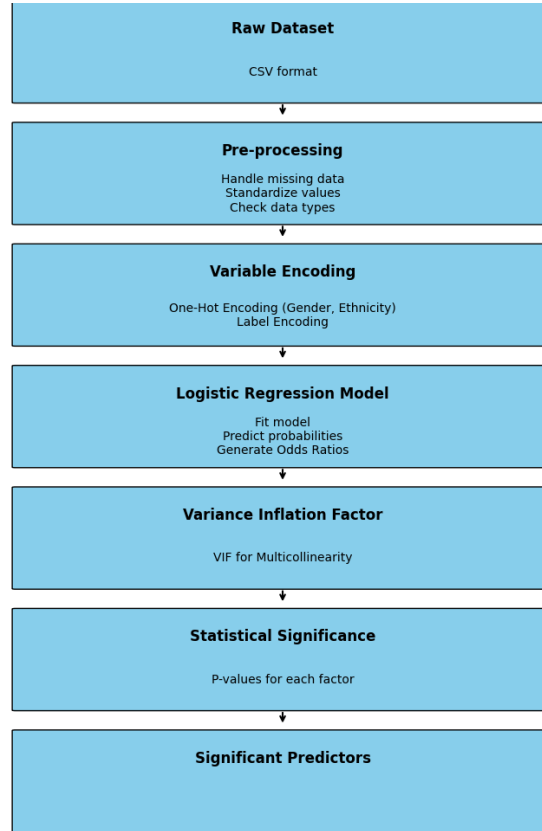 Raw Dataset
CSV format
Pre-processing
Handle missing data
Standardize values
Check data types
Variable Encoding
One-Hot Encoding (Gender, Ethnicity)
Label Encoding
Logistic Regression Model
Fit model
Predict probabilities
Generate Odds Ratios
Variance Inflation Factor
VIF for Multicollinearity
Statistical Significance
P-values for each factor
Significant Predictors